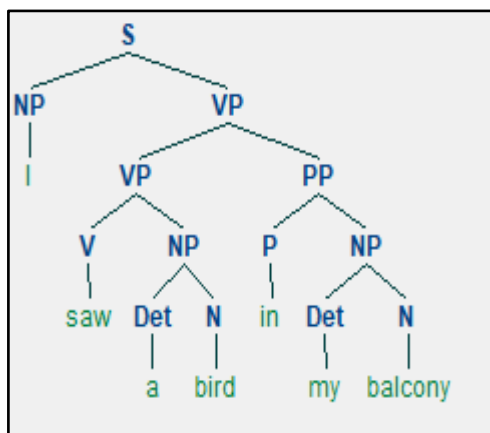 S
NP VP
I VP PP
V NP P NP
saw Det N in Det N
a bird my balcony